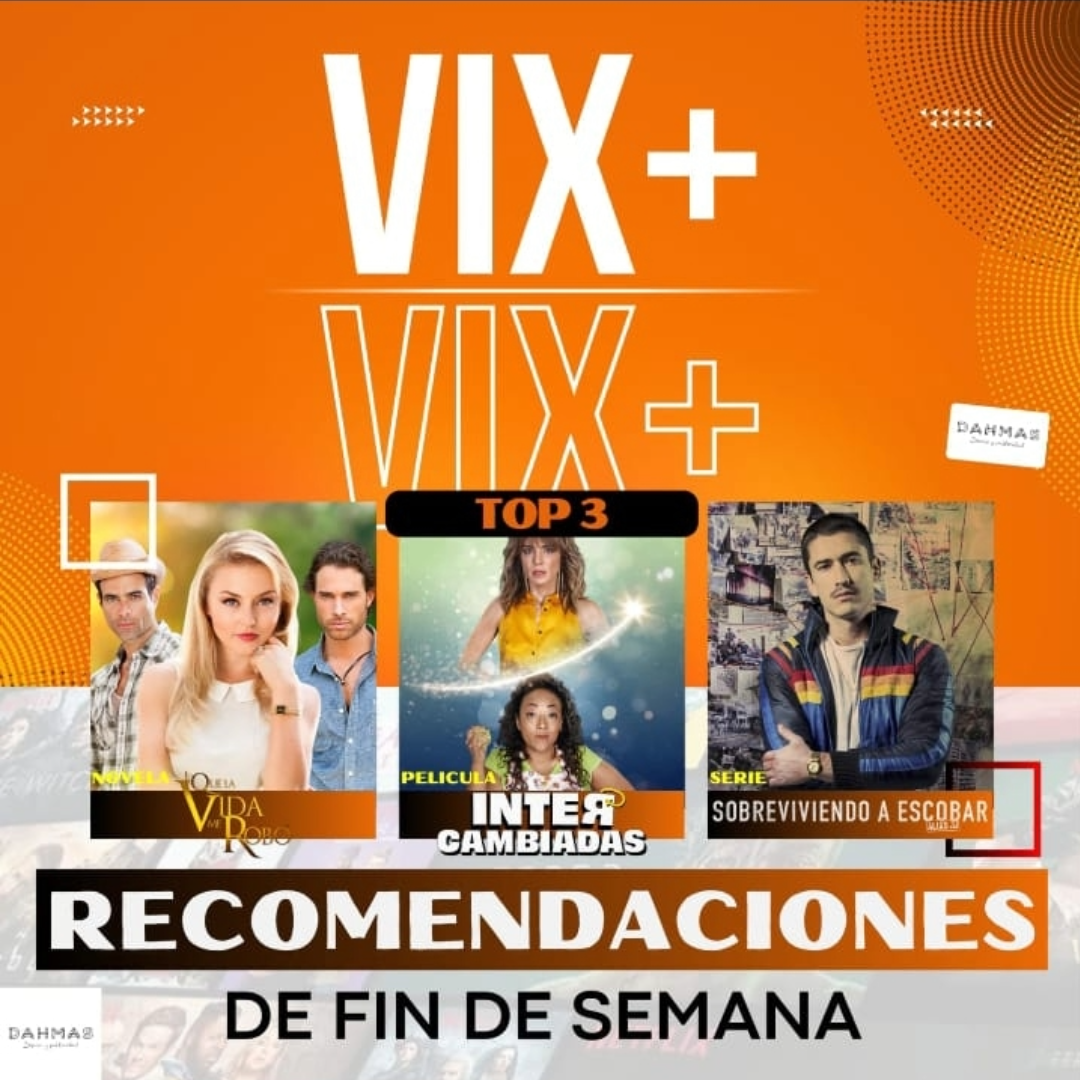 VIX+
VIX+
DAHMAS
TOP 3
NOVELA
LO QUE LA
VIDA
ME
ROBÓ
PELICULA
INTER
CAMBIADAS
SERIE
SOBREVIVIENDO A ESCOBAR
RECOMENDACIONES
DE FIN DE SEMANA
DAHMAS
NETFLIX